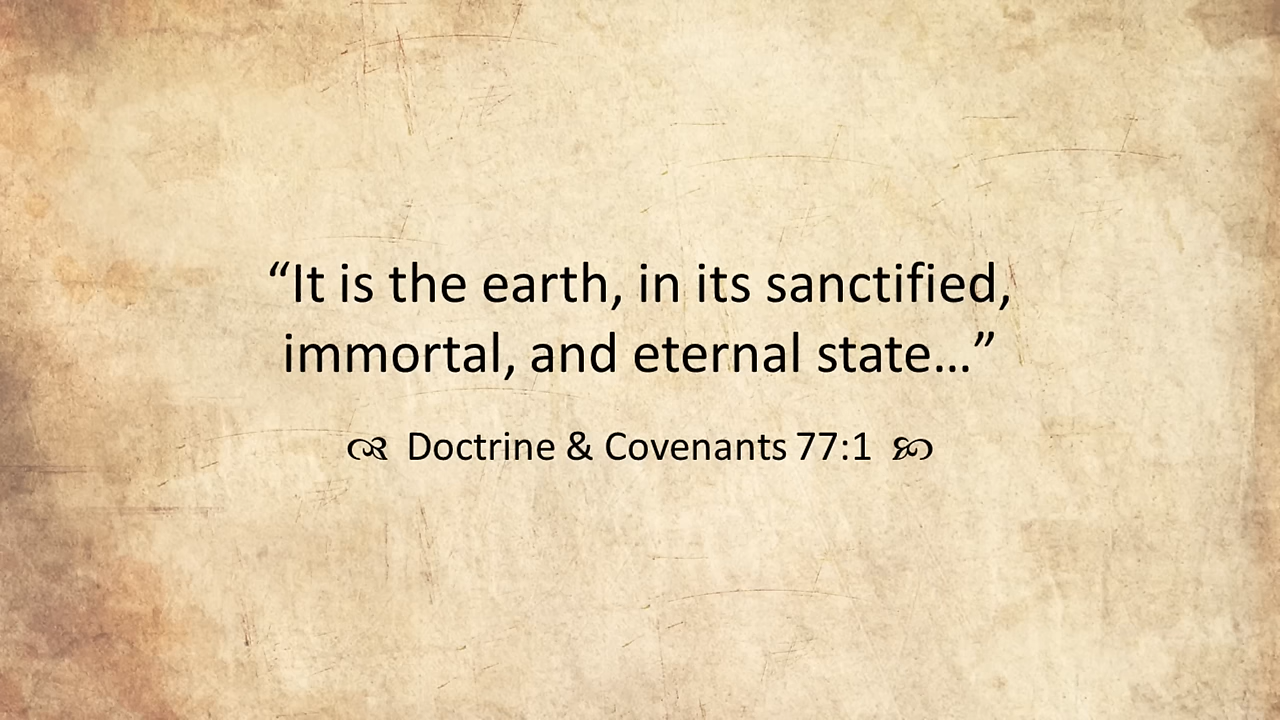 “It is the earth, in its sanctified,
immortal, and eternal state…”
Doctrine & Covenants 77:1